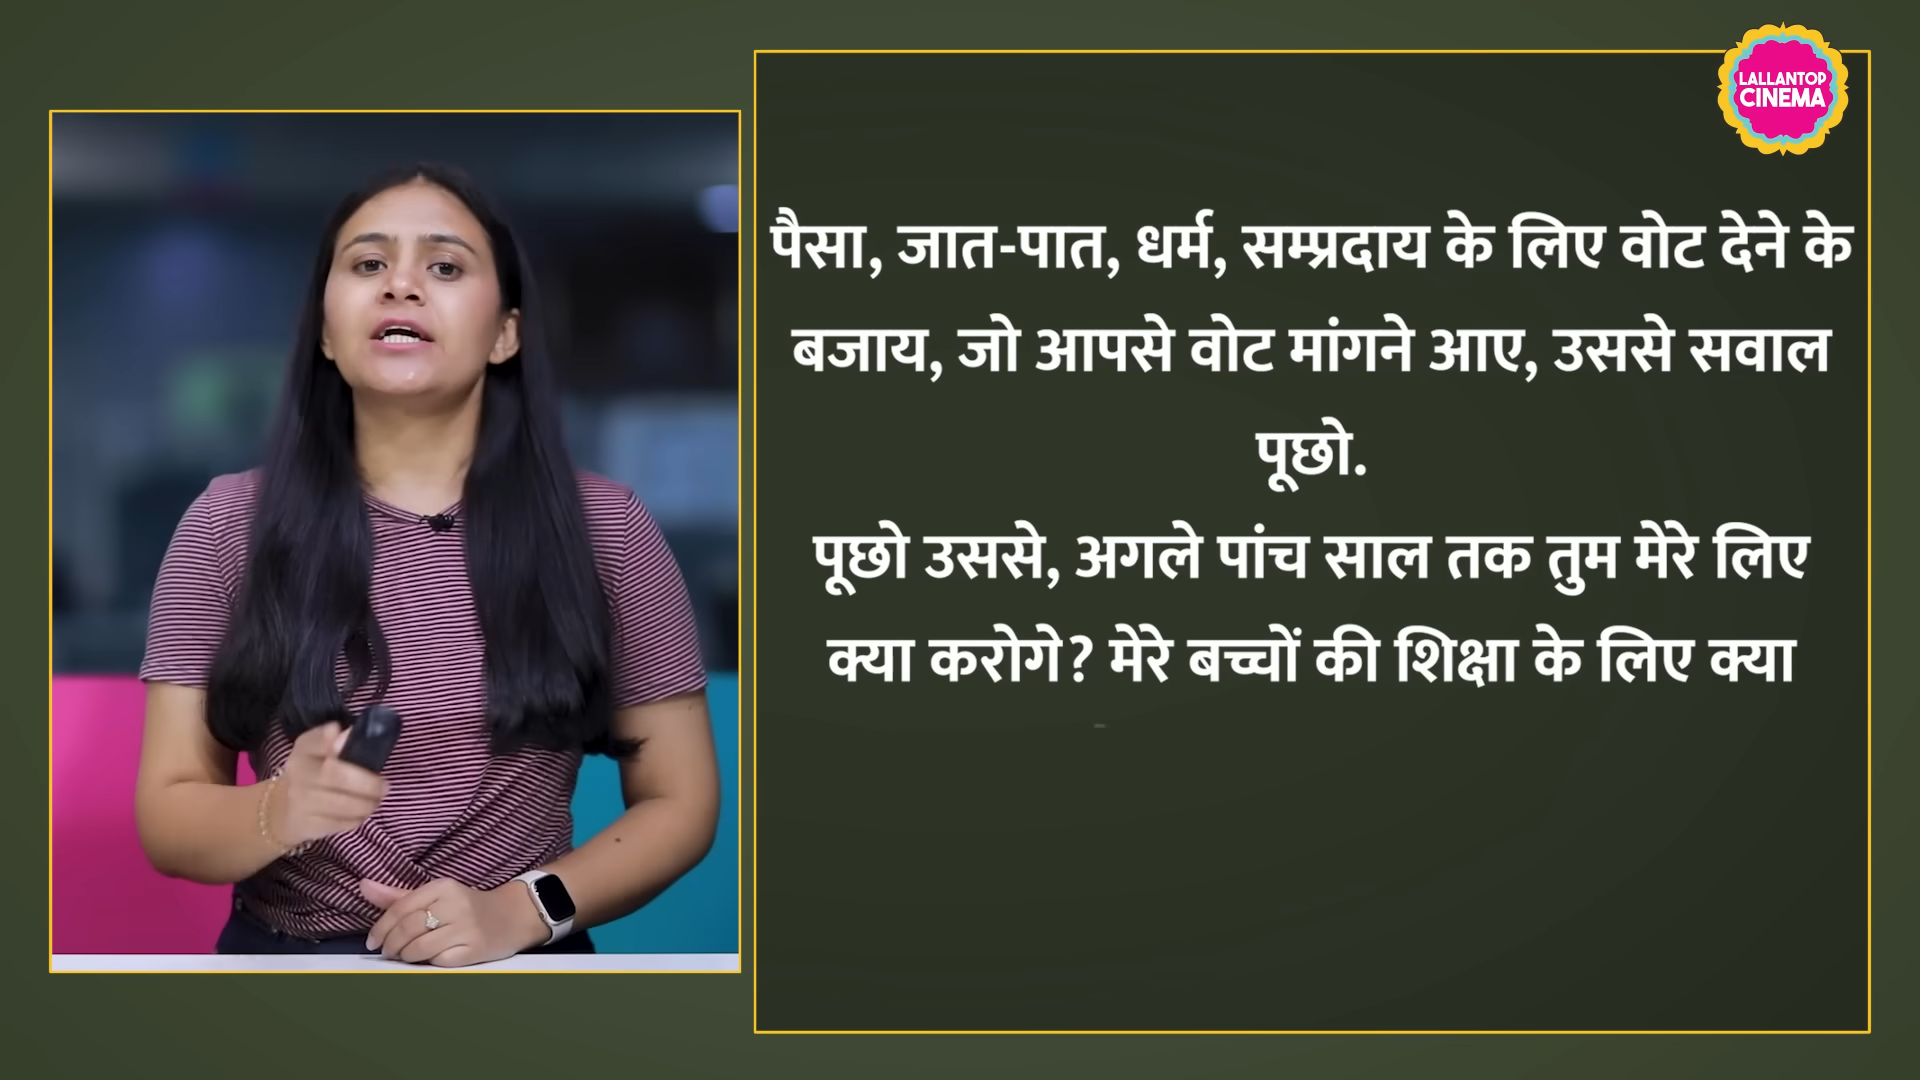 LALLANTOP
CINEMA
पैसा, जात-पात, धर्म, सम्प्रदाय के लिए वोट देने के
बजाय, जो आपसे वोट मांगने आए, उससे सवाल
पूछो.
पूछो उससे, अगले पांच साल तक तुम मेरे लिए
क्या करोगे? मेरे बच्चों की शिक्षा के लिए क्या